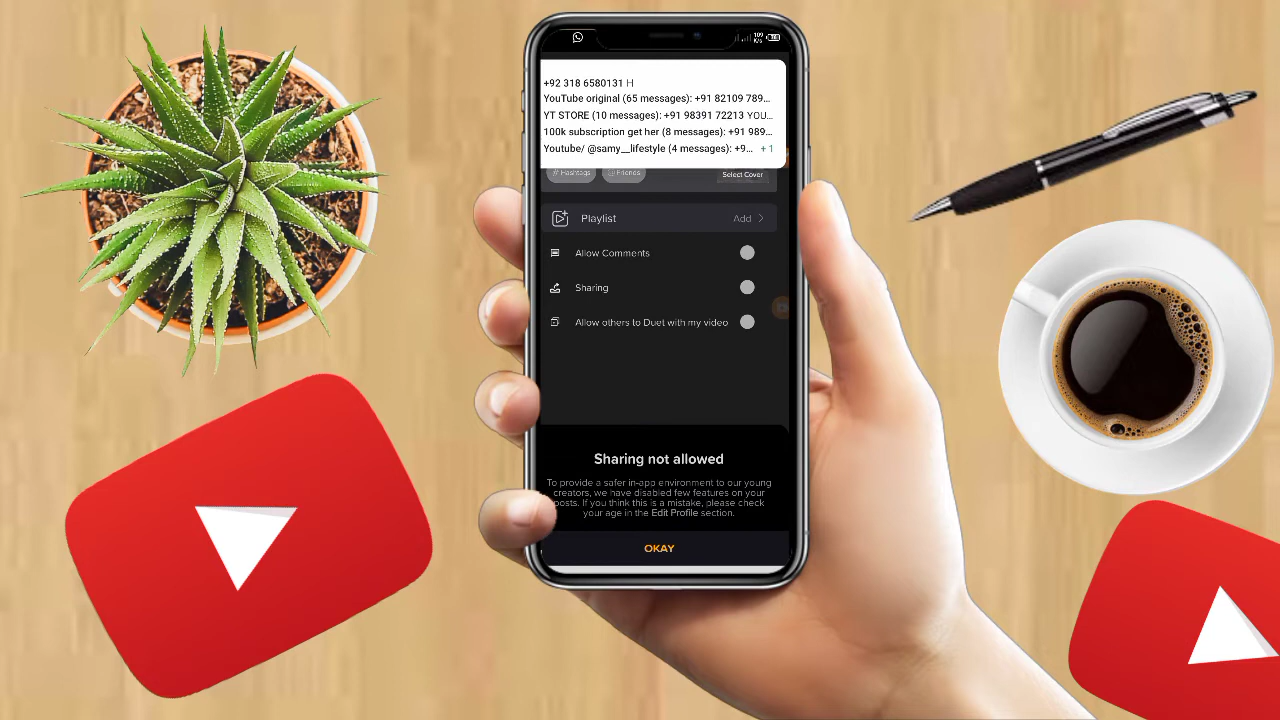 109
K/s
76
+92 318 6580131 H
YouTube original (65 messages): +91 82109 789...
YT STORE (10 messages): +91 98391 72213 YOU...
100k subscription get her (8 messages): +91 989...
Youtube/ @samy__lifestyle (4 messages): +9... + 1
# Hashtags @ Friends Select Cover
Playlist Add
Allow Comments
Sharing
Allow others to Duet with my video
Sharing not allowed
To provide a safer in-app environment to our young
creators, we have disabled few features on your
posts. If you think this is a mistake, please check
your age in the Edit Profile section.
OKAY